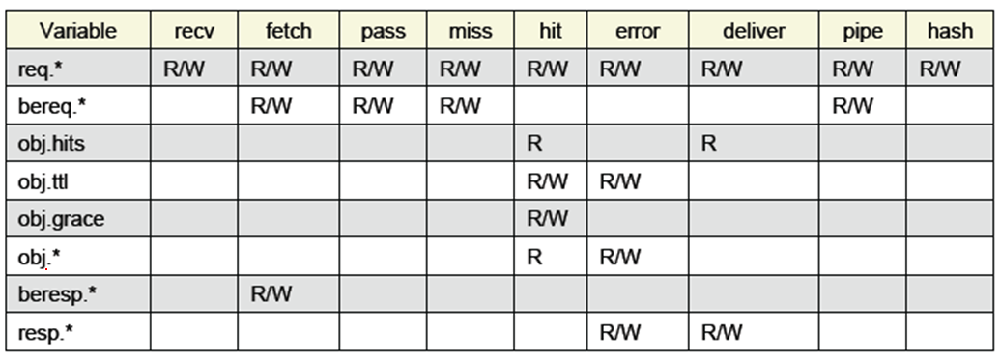 Variable recv fetch pass miss hit error deliver pipe hash
req.* R/W R/W R/W R/W R/W R/W R/W R/W R/W
bereq.* R/W R/W R/W R/W
obj.hits R R
obj.ttl R/W R/W
obj.grace R/W
obj.* R R/W
beresp.* R/W
resp.* R/W R/W